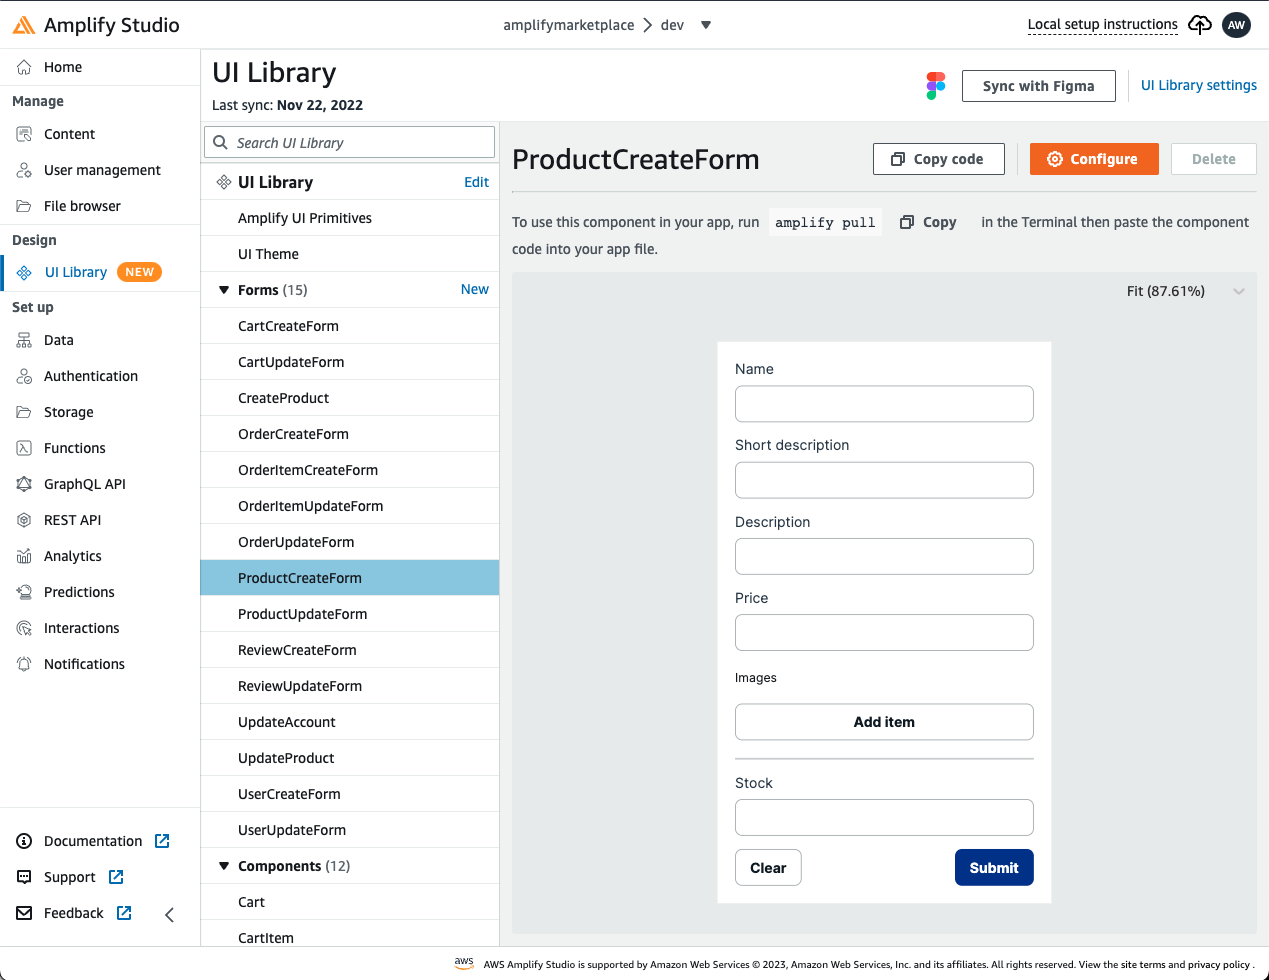 Amplify Studio
amplifymarketplace > dev
Local setup instructions
AW
Home
Manage
Content
User management
File browser
Design
UI Library NEW
Set up
Data
Authentication
Storage
Functions
GraphQL API
REST API
Analytics
Predictions
Interactions
Notifications
Documentation
Support
Feedback
UI Library
Last sync: Nov 22, 2022
Sync with Figma
UI Library settings
Search UI Library
UI Library Edit
Amplify UI Primitives
UI Theme
Forms (15) New
CartCreateForm
CartUpdateForm
CreateProduct
OrderCreateForm
OrderItemCreateForm
OrderItemUpdateForm
OrderUpdateForm
ProductCreateForm
ProductUpdateForm
ReviewCreateForm
ReviewUpdateForm
UpdateAccount
UpdateProduct
UserCreateForm
UserUpdateForm
Components (12)
Cart
CartItem
ProductCreateForm
Copy code
Configure
Delete
To use this component in your app, run amplify pull Copy in the Terminal then paste the component
code into your app file.
Fit (87.61%)
Name
Short description
Description
Price
Images
Add item
Stock
Clear
Submit
aws AWS Amplify Studio is supported by Amazon Web Services © 2023, Amazon Web Services, Inc. and its affiliates. All rights reserved. View the site terms and privacy policy .